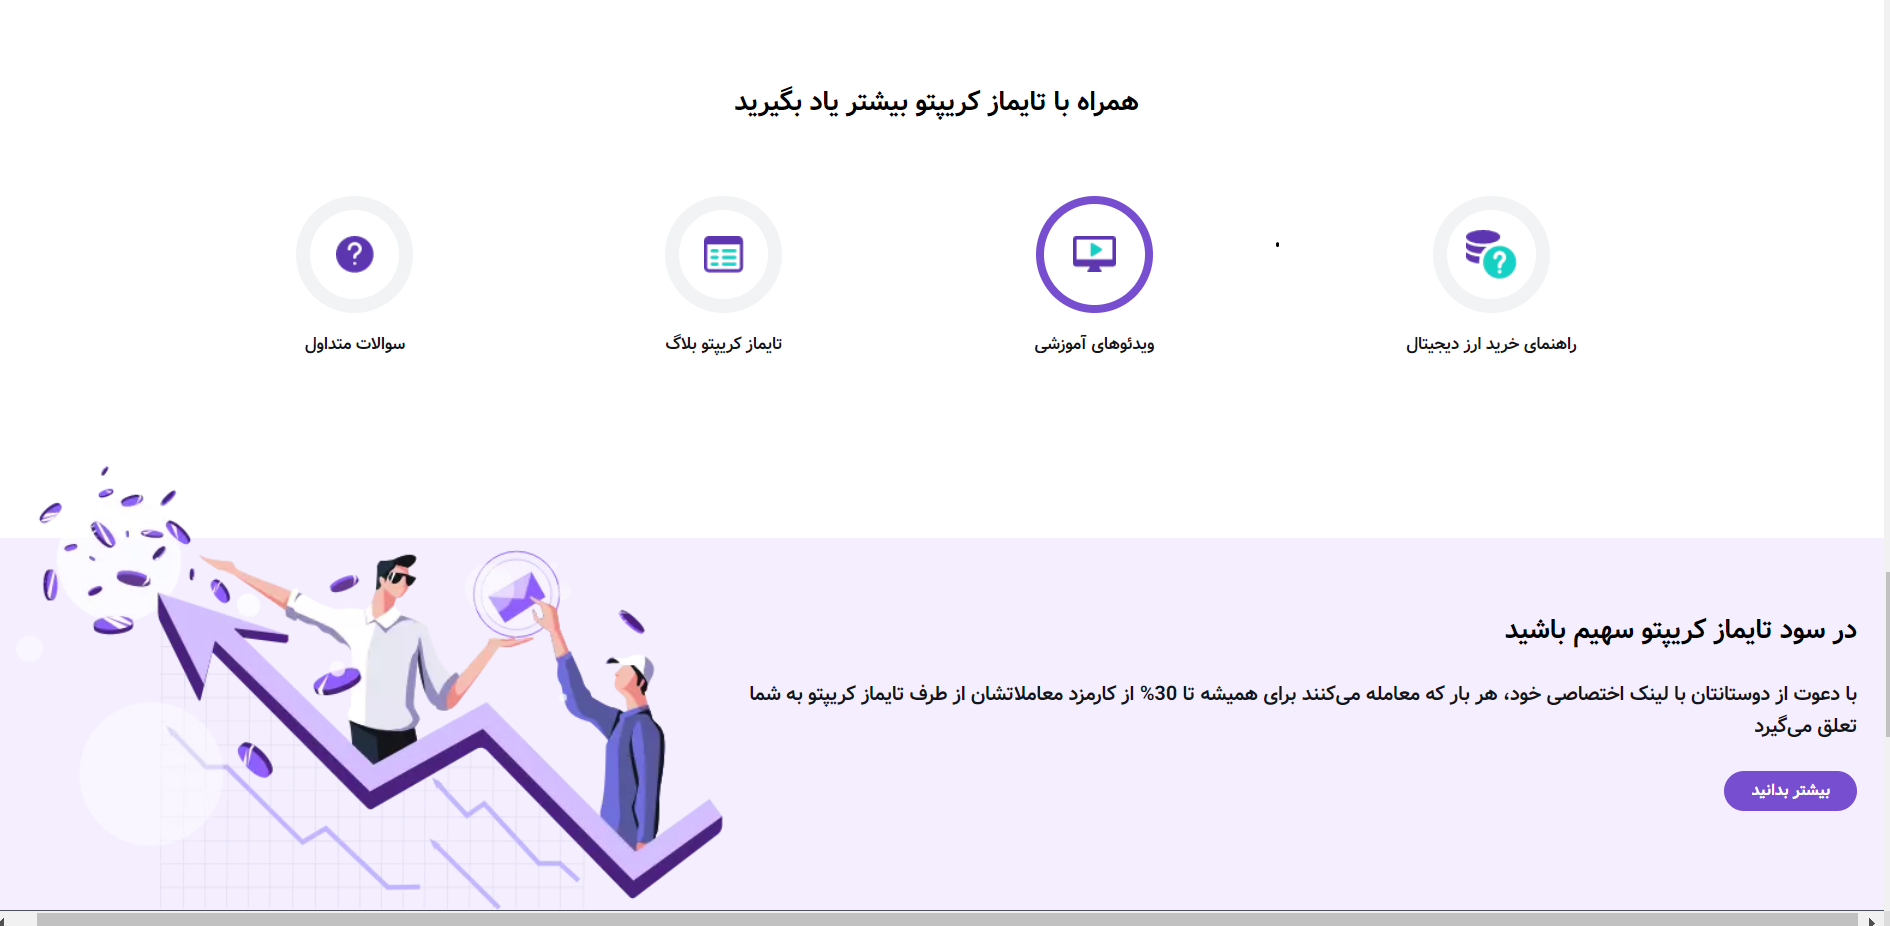 همراه با تایماز کریپتو بیشتر یاد بگیرید
راهنمای خرید ارز دیجیتال
ویدئوهای آموزشی
تایماز کریپتو بلاگ
سوالات متداول
در سود تایماز کریپتو سهیم باشید
با دعوت از دوستانتان با لینک اختصاصی خود، هر بار که معامله می‌کنند برای همیشه تا 30% از کارمزد معاملاتشان از طرف تایماز کریپتو به شما
تعلق می‌گیرد
بیشتر بدانید